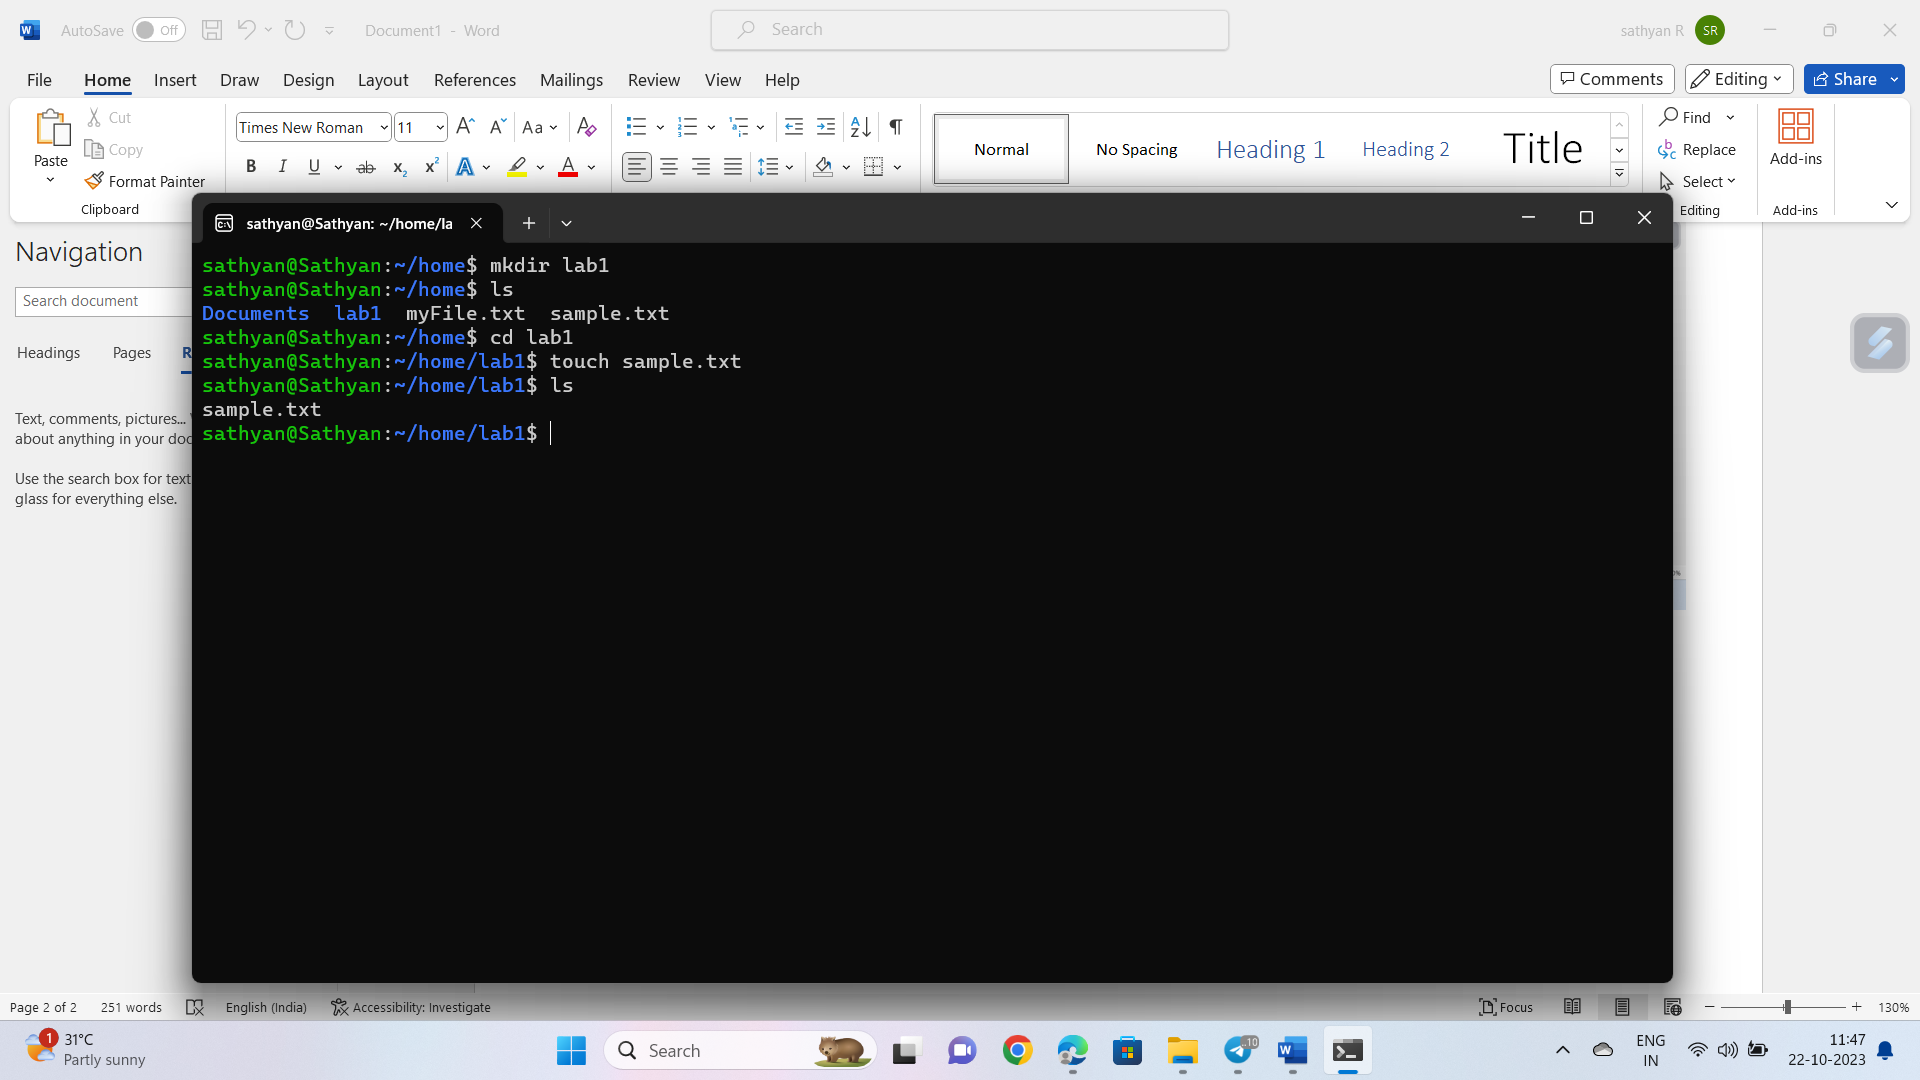 AutoSave Off Document1 - Word Search sathyan R SR
File Home Insert Draw Design Layout References Mailings Review View Help Comments Editing Share
Paste Cut Copy Format Painter Clipboard
Times New Roman 11
Normal No Spacing Heading 1 Heading 2 Title
Find Replace Select Editing
Add-ins Add-ins
Navigation
Search document
Headings Pages R
Text, comments, pictures...
about anything in your doc
Use the search box for text
glass for everything else.
sathyan@Sathyan: ~/home/la
sathyan@Sathyan:~/home$ mkdir lab1
sathyan@Sathyan:~/home$ ls
Documents lab1 myFile.txt sample.txt
sathyan@Sathyan:~/home$ cd lab1
sathyan@Sathyan:~/home/lab1$ touch sample.txt
sathyan@Sathyan:~/home/lab1$ ls
sample.txt
sathyan@Sathyan:~/home/lab1$
Page 2 of 2 251 words English (India) Accessibility: Investigate Focus 130%
1 31°C
Partly sunny
Search
10
ENG
IN
11:47
22-10-2023